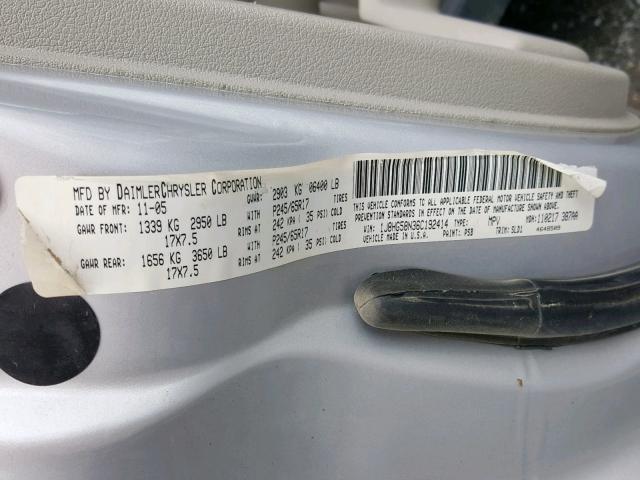 MFD BY DAIMLERCHRYSLER CORPORATION
DATE OF MFR: 11-05 GVWR: 2903 KG 06400 LB
GAWR FRONT: 1339 KG 2950 LB P245/65R17 TIRES
17X7.5 RIMS AT 242 KPA ( 35 PSI) COLD
GAWR REAR: 1656 KG 3650 LB P245/65R17 TIRES
17X7.5 RIMS AT 242 KPA ( 35 PSI) COLD
THIS VEHICLE CONFORMS TO ALL APPLICABLE FEDERAL MOTOR VEHICLE SAFETY AND THEFT
PREVENTION STANDARDS IN EFFECT ON THE DATE OF MANUFACTURE SHOWN ABOVE.
VIN: 1J8HG58N36C192414 TYPE: MPV MDH: 110217 387AA
VEHICLE MADE IN U.S.A. PAINT: PSB TRIM: SLD1